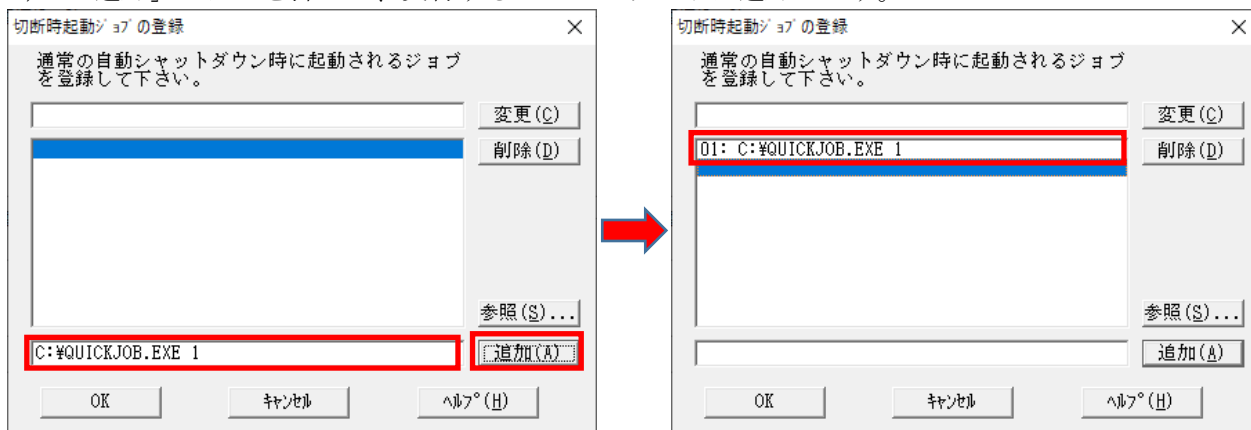 切断時起動ｼﾞｮﾌﾞの登録
通常の自動シャットダウン時に起動されるジョブ
を登録して下さい。
変更(C)
削除(D)
参照(S)...
C:¥QUICKJOB.EXE 1
追加(A)
OK
ｷｬﾝｾﾙ
ﾍﾙﾌﾟ(H)
切断時起動ｼﾞｮﾌﾞの登録
通常の自動シャットダウン時に起動されるジョブ
を登録して下さい。
変更(C)
01: C:¥QUICKJOB.EXE 1
削除(D)
参照(S)...
追加(A)
OK
ｷｬﾝｾﾙ
ﾍﾙﾌﾟ(H)